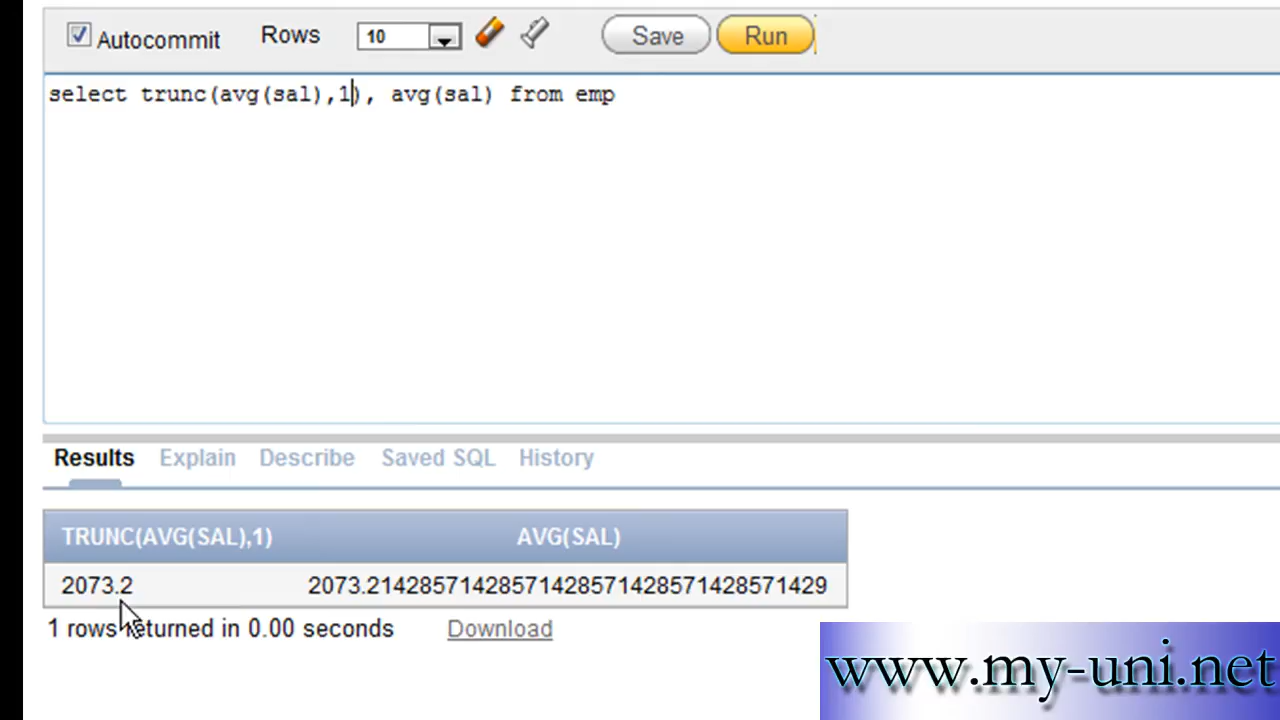 Autocommit Rows 10 Save Run
select trunc(avg(sal),1), avg(sal) from emp
Results Explain Describe Saved SQL History
TRUNC(AVG(SAL),1) AVG(SAL)
2073.2 2073.21428571428571428571428571428571429
1 rows returned in 0.00 seconds Download
www.my-uni.net